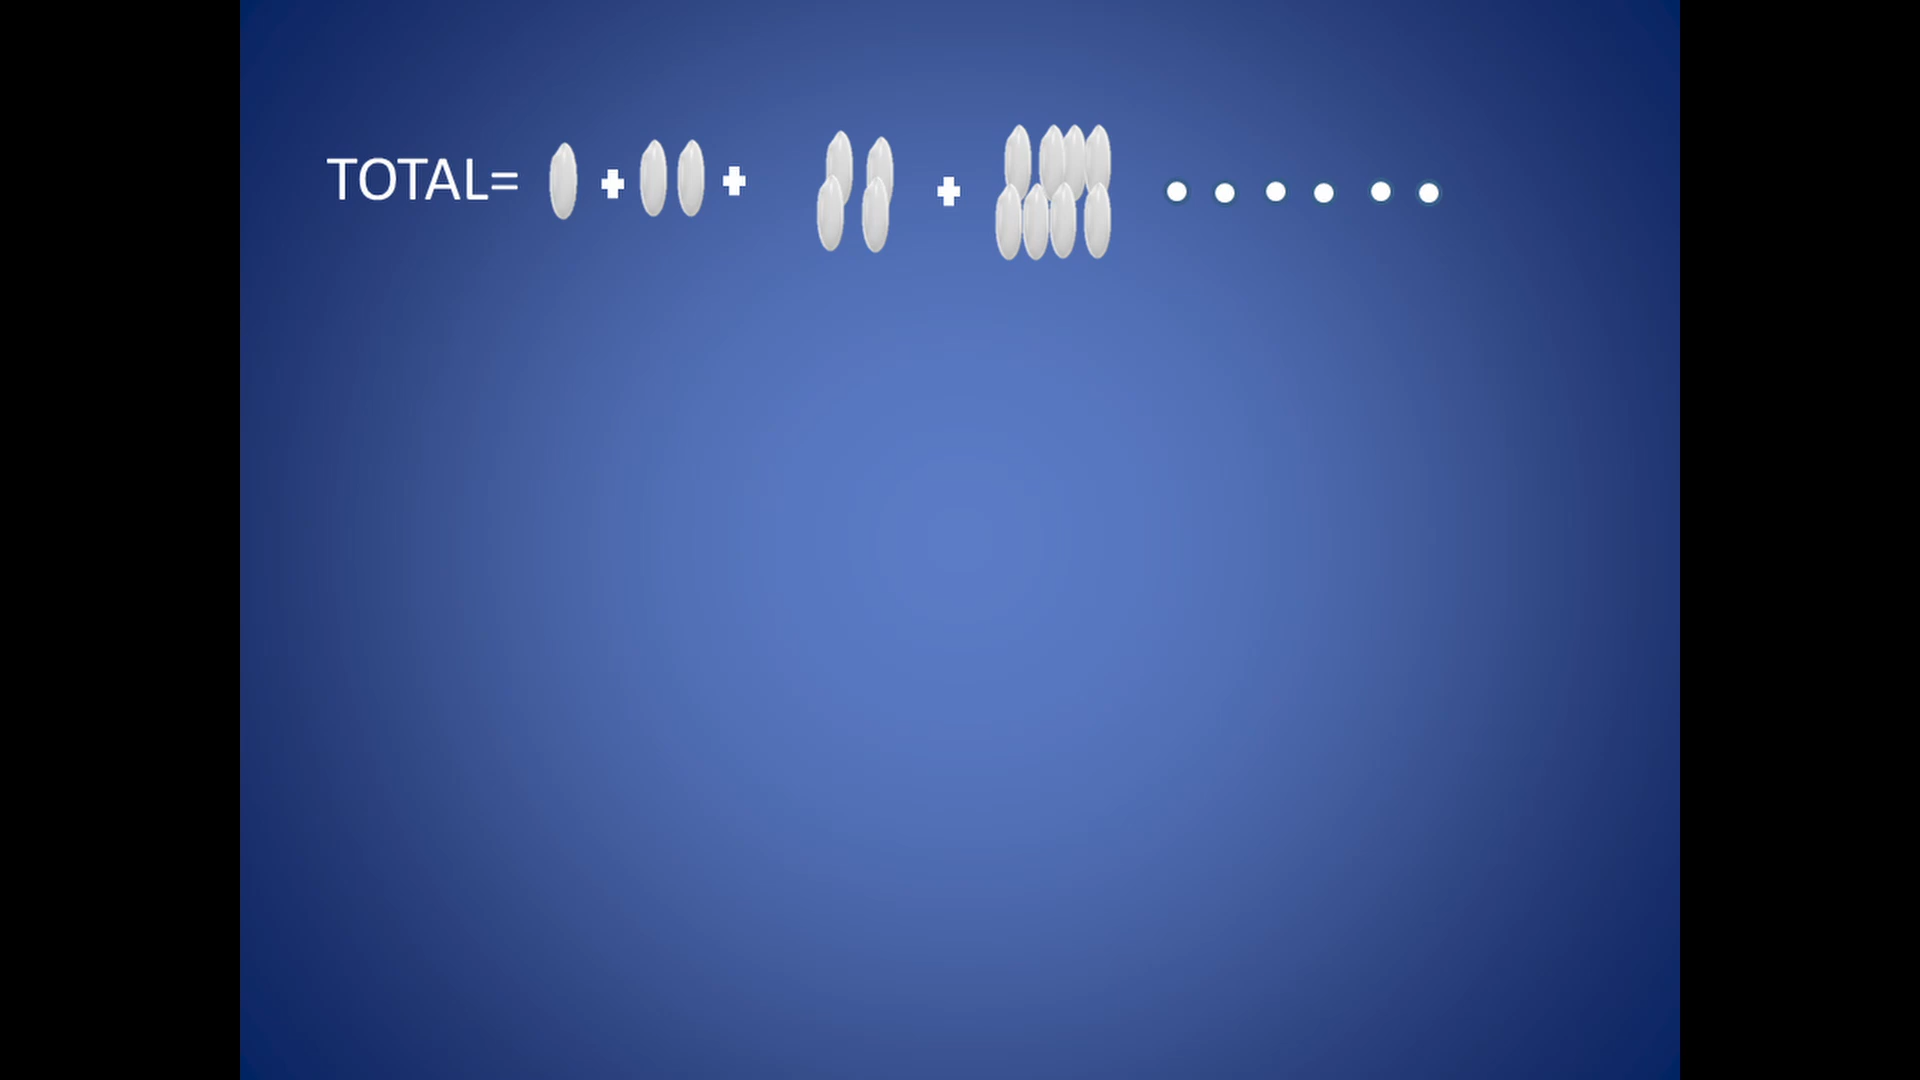 TOTAL= + + + ......